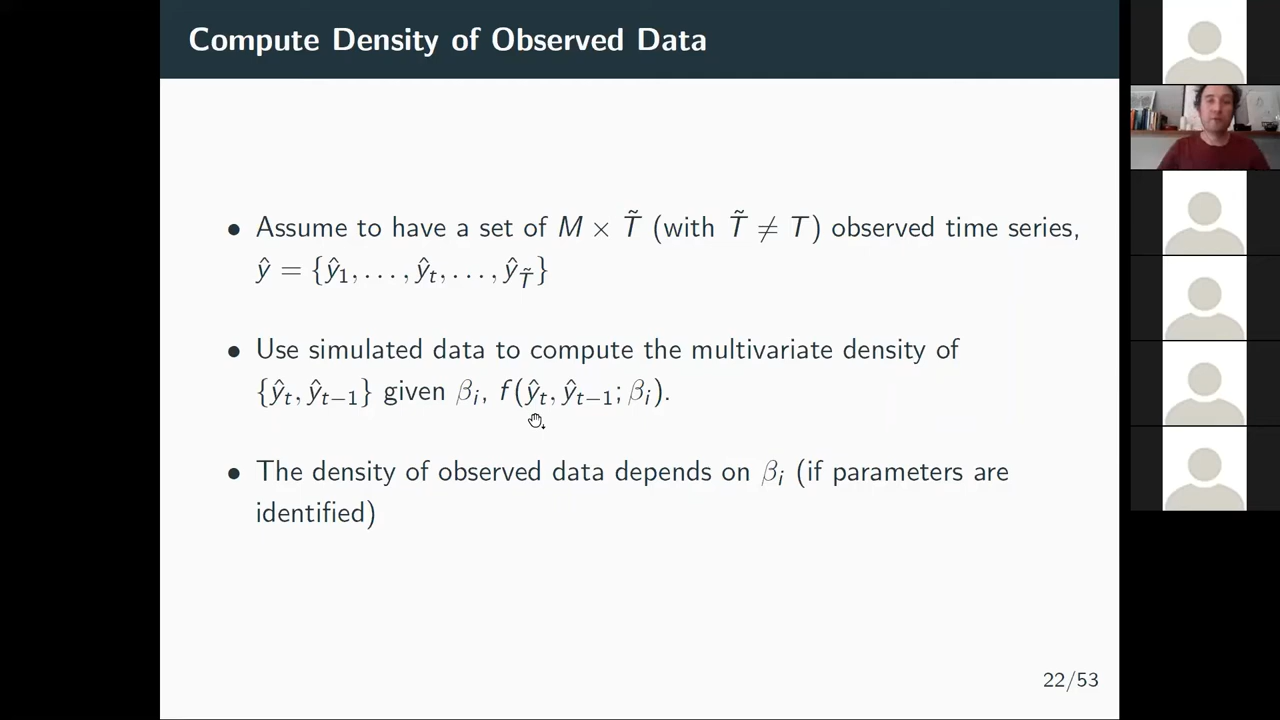 Compute Density of Observed Data
• Assume to have a set of M × T̃ (with T̃ ≠ T) observed time series,
ŷ = {ŷ₁, . . . , ŷₜ, . . . , ŷ_T̃}
• Use simulated data to compute the multivariate density of
{ŷₜ, ŷₜ₋₁} given βᵢ, f(ŷₜ, ŷₜ₋₁; βᵢ).
• The density of observed data depends on βᵢ (if parameters are
identified)
22/53